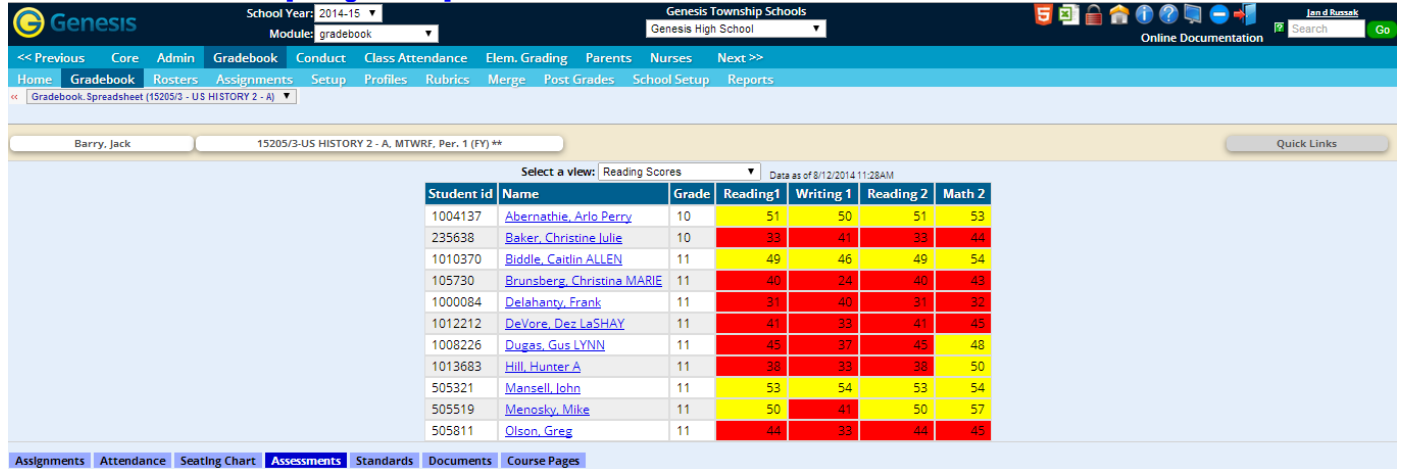 Genesis
School Year: 2014-15
Module: gradebook
Genesis Township Schools
Genesis High School
Online Documentation
Jan d Russak
Search Go
<< Previous Core Admin Gradebook Conduct Class Attendance Elem. Grading Parents Nurses Next >>
Home Gradebook Rosters Assignments Setup Profiles Rubrics Merge Post Grades School Setup Reports
« Gradebook.Spreadsheet (15205/3 - US HISTORY 2 - A)
Barry, Jack 15205/3-US HISTORY 2 - A, MTWRF, Per. 1 (FY) ** Quick Links
Select a view: Reading Scores Data as of 8/12/2014 11:28AM
Student id Name Grade Reading1 Writing 1 Reading 2 Math 2
1004137 Abernathie, Arlo Perry 10 51 50 51 53
235638 Baker, Christine Julie 10 33 41 33 44
1010370 Biddle, Caitlin ALLEN 11 49 46 49 54
105730 Brunsberg, Christina MARIE 11 40 24 40 43
1000084 Delahanty, Frank 11 31 40 31 32
1012212 DeVore, Dez LaSHAY 11 41 33 41 45
1008226 Dugas, Gus LYNN 11 45 37 45 48
1013683 Hill, Hunter A 11 38 33 38 50
505321 Mansell, John 11 53 54 53 54
505519 Menosky, Mike 11 50 41 50 57
505811 Olson, Greg 11 44 33 44 45
Assignments Attendance Seating Chart Assessments Standards Documents Course Pages